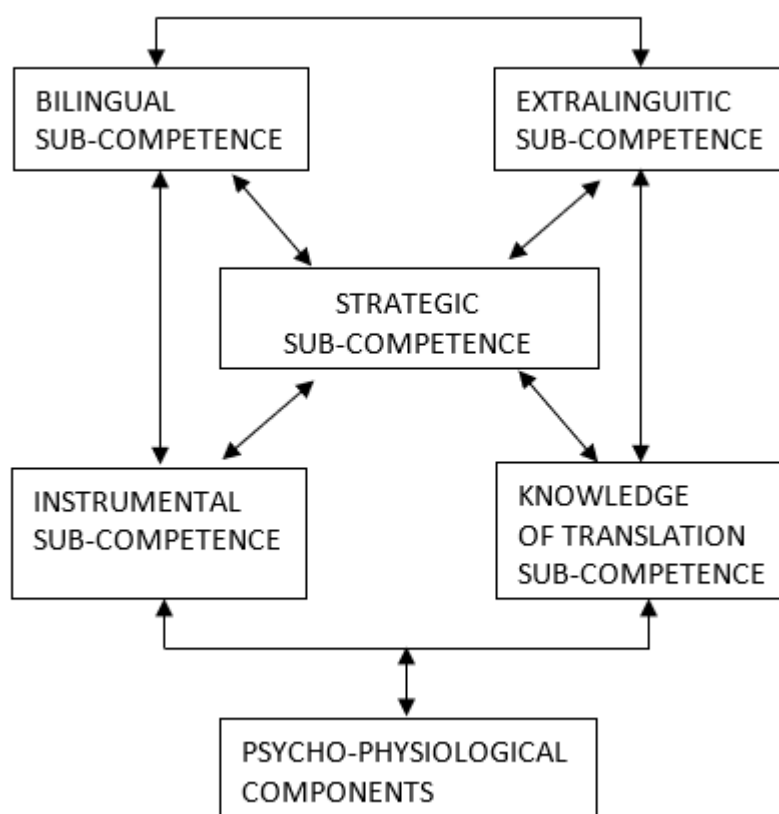 BILINGUAL
SUB-COMPETENCE
EXTRALINGUITIC
SUB-COMPETENCE
STRATEGIC
SUB-COMPETENCE
INSTRUMENTAL
SUB-COMPETENCE
KNOWLEDGE
OF TRANSLATION
SUB-COMPETENCE
PSYCHO-PHYSIOLOGICAL
COMPONENTS